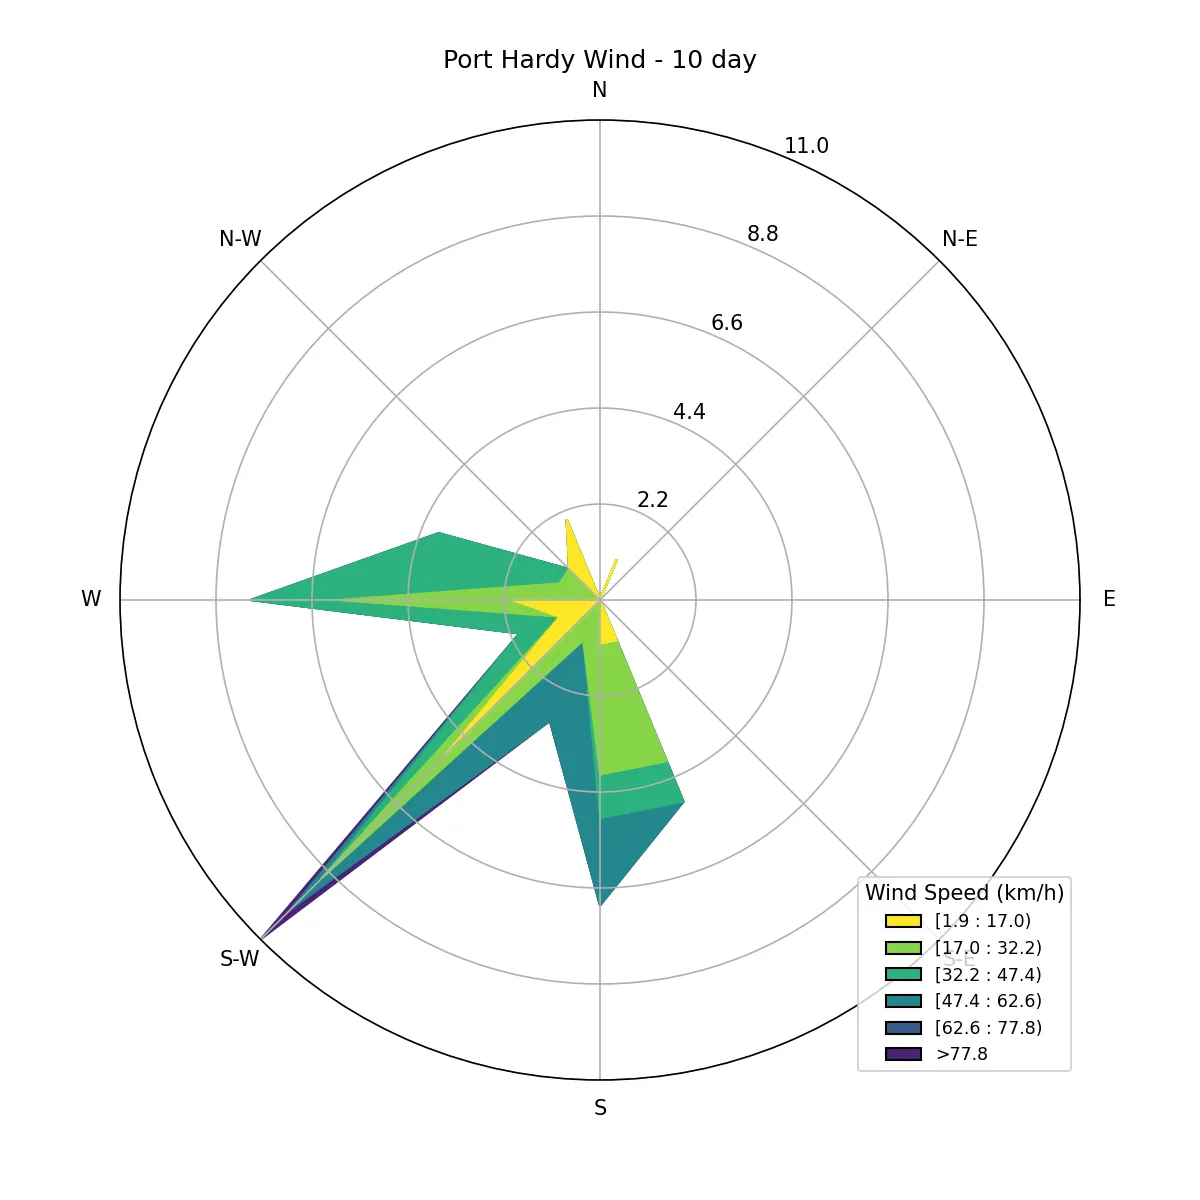 Port Hardy Wind - 10 day
N
11.0
N-W
N-E
8.8
6.6
4.4
2.2
W
E
S-W
S-E
S
Wind Speed (km/h)
[1.9 : 17.0)
[17.0 : 32.2)
[32.2 : 47.4)
[47.4 : 62.6)
[62.6 : 77.8)
>77.8